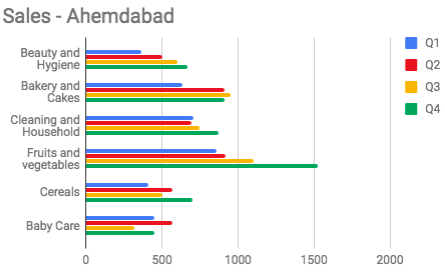 Sales - Ahemdabad
Q1
Q2
Q3
Q4
Beauty and
Hygiene
Bakery and
Cakes
Cleaning and
Household
Fruits and
vegetables
Cereals
Baby Care
0 500 1000 1500 2000